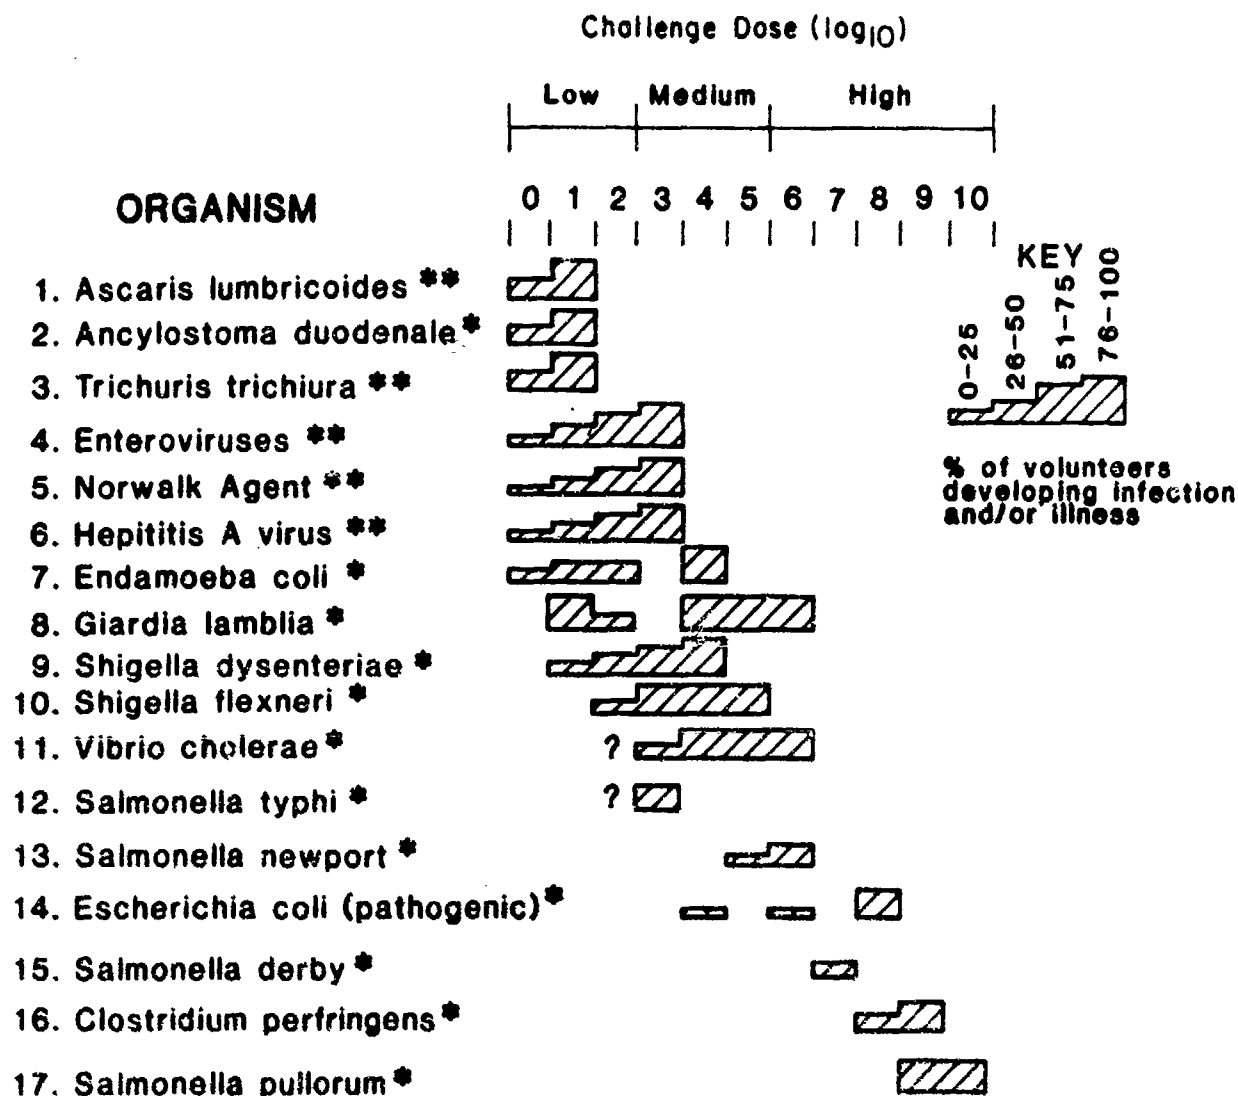 Challenge Dose (log10)
Low Medium High
ORGANISM
0 1 2 3 4 5 6 7 8 9 10
KEY
0-25
26-50
51-75
76-100
% of volunteers
developing infection
and/or illness
1. Ascaris lumbricoides **
2. Ancylostoma duodenale *
3. Trichuris trichiura **
4. Enteroviruses **
5. Norwalk Agent **
6. Hepititis A virus **
7. Endamoeba coli *
8. Giardia lamblia *
9. Shigella dysenteriae *
10. Shigella flexneri *
11. Vibrio cholerae * ?
12. Salmonella typhi * ?
13. Salmonella newport *
14. Escherichia coli (pathogenic) *
15. Salmonella derby *
16. Clostridium perfringens *
17. Salmonella pullorum *